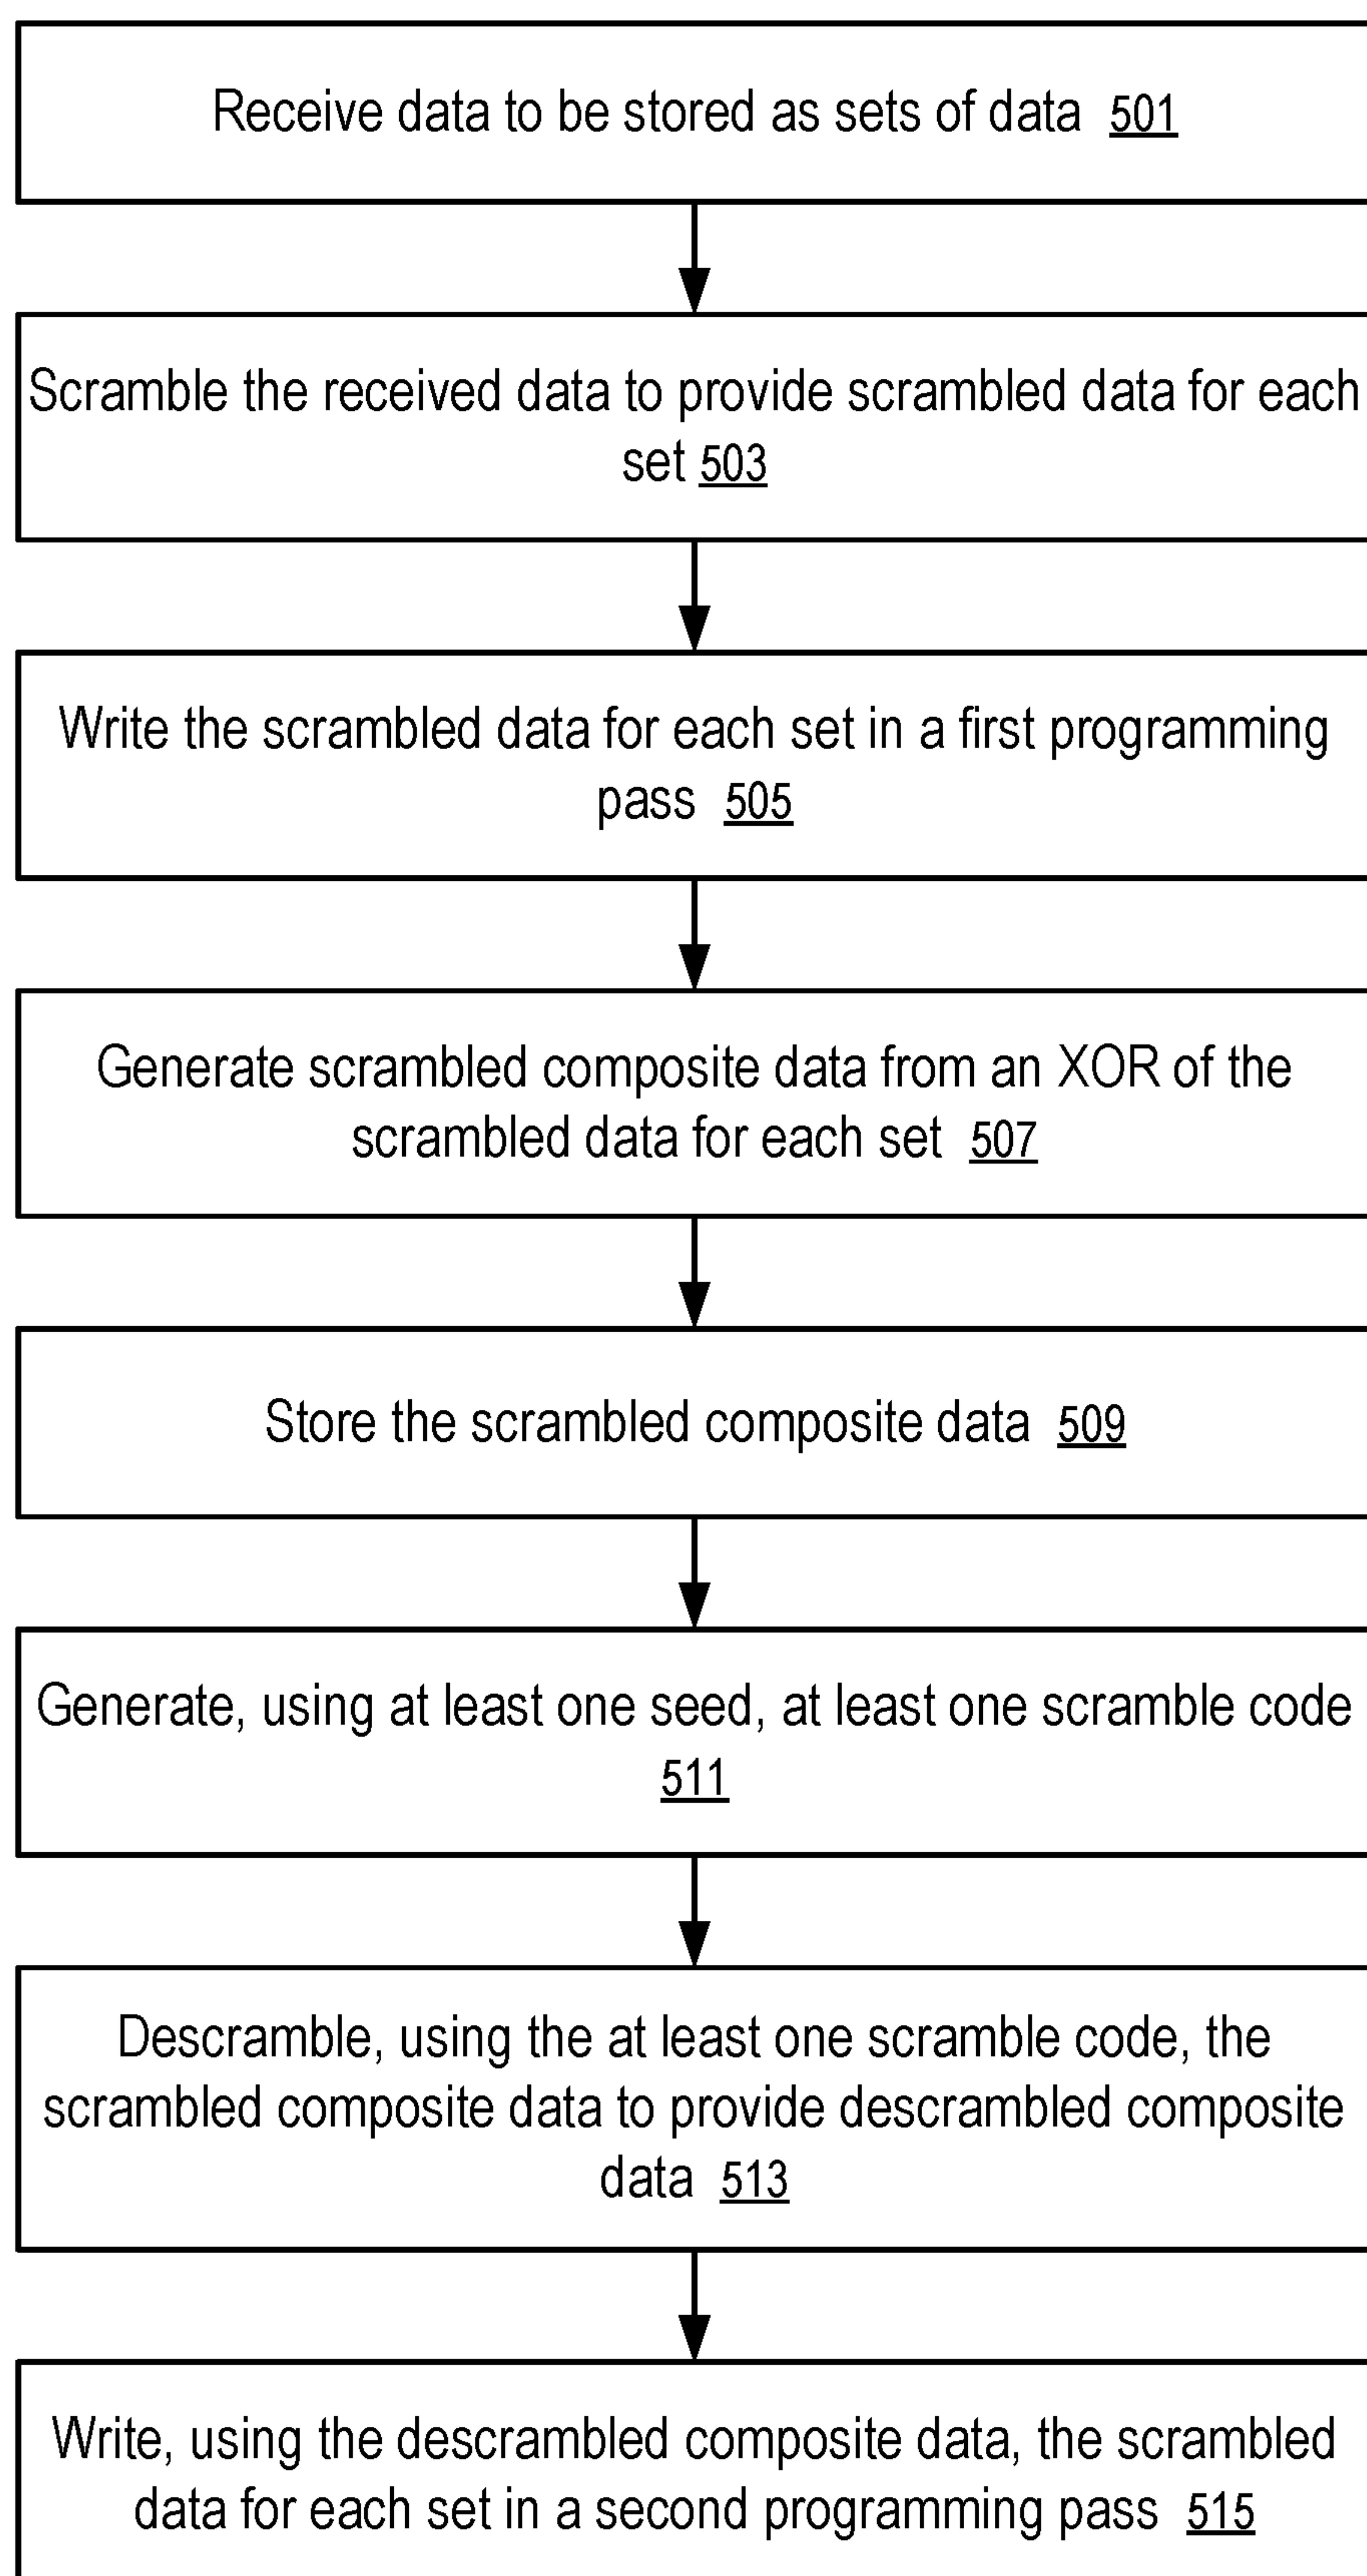 Receive data to be stored as sets of data 501
Scramble the received data to provide scrambled data for each
set 503
Write the scrambled data for each set in a first programming
pass 505
Generate scrambled composite data from an XOR of the
scrambled data for each set 507
Store the scrambled composite data 509
Generate, using at least one seed, at least one scramble code
511
Descramble, using the at least one scramble code, the
scrambled composite data to provide descrambled composite
data 513
Write, using the descrambled composite data, the scrambled
data for each set in a second programming pass 515